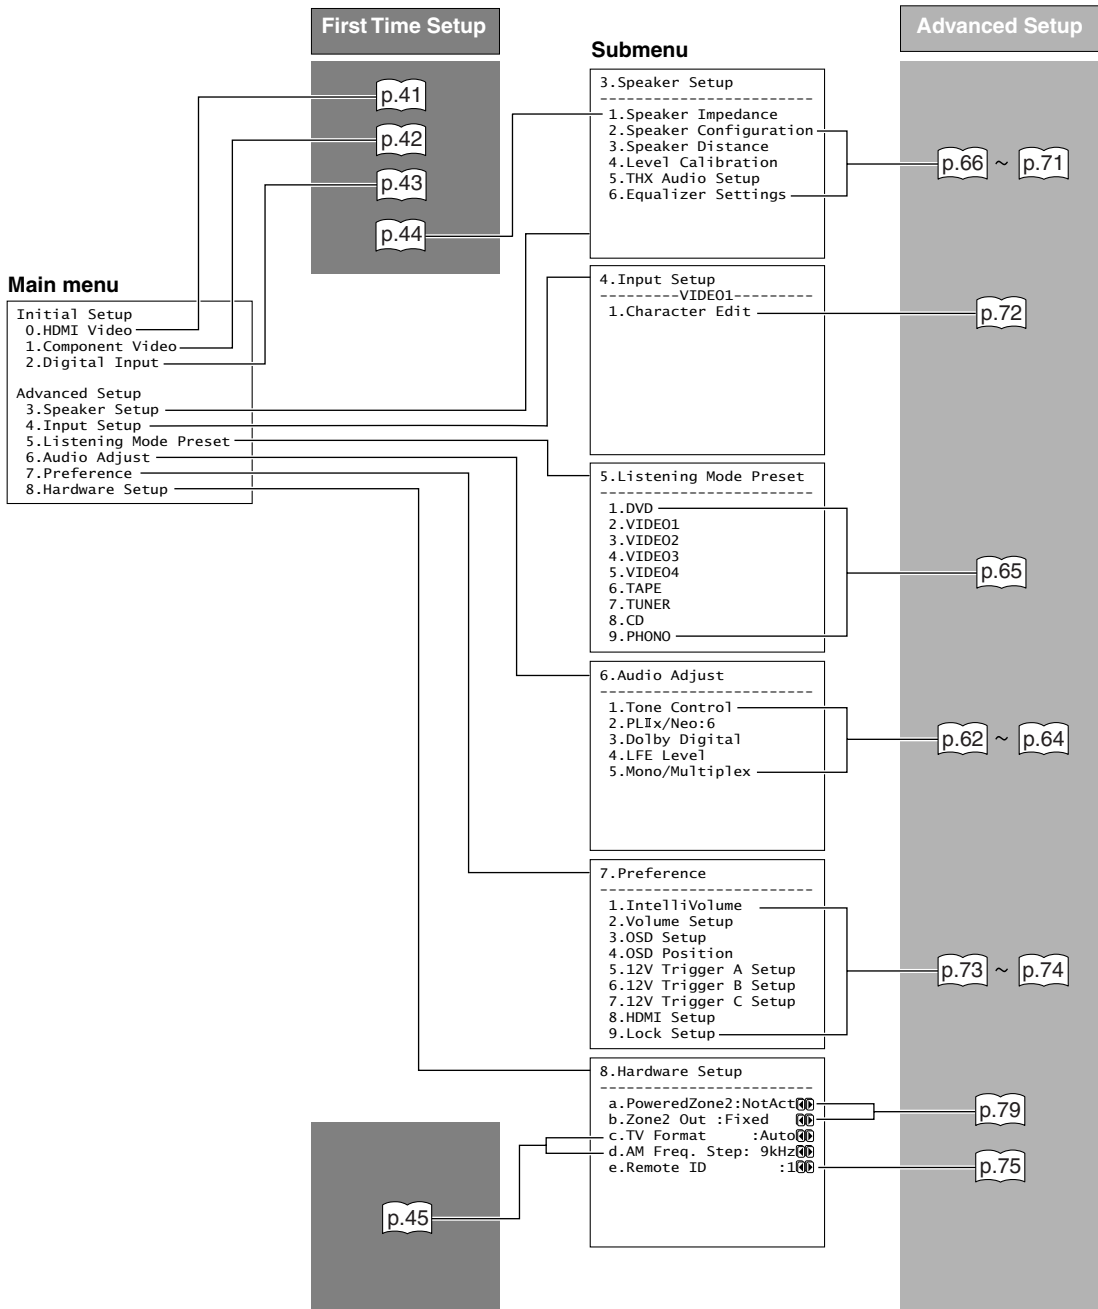 First Time Setup
Advanced Setup
Submenu
p.41
p.42
p.43
p.44
Main menu
Initial Setup
0.HDMI Video
1.Component Video
2.Digital Input
Advanced Setup
3.Speaker Setup
4.Input Setup
5.Listening Mode Preset
6.Audio Adjust
7.Preference
8.Hardware Setup
3.Speaker Setup
-------------------------
1.Speaker Impedance
2.Speaker Configuration
3.Speaker Distance
4.Level Calibration
5.THX Audio Setup
6.Equalizer Settings
p.66 ~ p.71
4.Input Setup
---------VIDEO1---------
1.Character Edit
p.72
5.Listening Mode Preset
-------------------------
1.DVD
2.VIDEO1
3.VIDEO2
4.VIDEO3
5.VIDEO4
6.TAPE
7.TUNER
8.CD
9.PHONO
p.65
6.Audio Adjust
-------------------------
1.Tone Control
2.PLⅡx/Neo:6
3.Dolby Digital
4.LFE Level
5.Mono/Multiplex
p.62 ~ p.64
7.Preference
-------------------------
1.IntelliVolume
2.Volume Setup
3.OSD Setup
4.OSD Position
5.12V Trigger A Setup
6.12V Trigger B Setup
7.12V Trigger C Setup
8.HDMI Setup
9.Lock Setup
p.73 ~ p.74
8.Hardware Setup
-------------------------
a.PoweredZone2:NotAct
b.Zone2 Out :Fixed
c.TV Format :Auto
d.AM Freq. Step: 9kHz
e.Remote ID :1
p.79
p.75
p.45